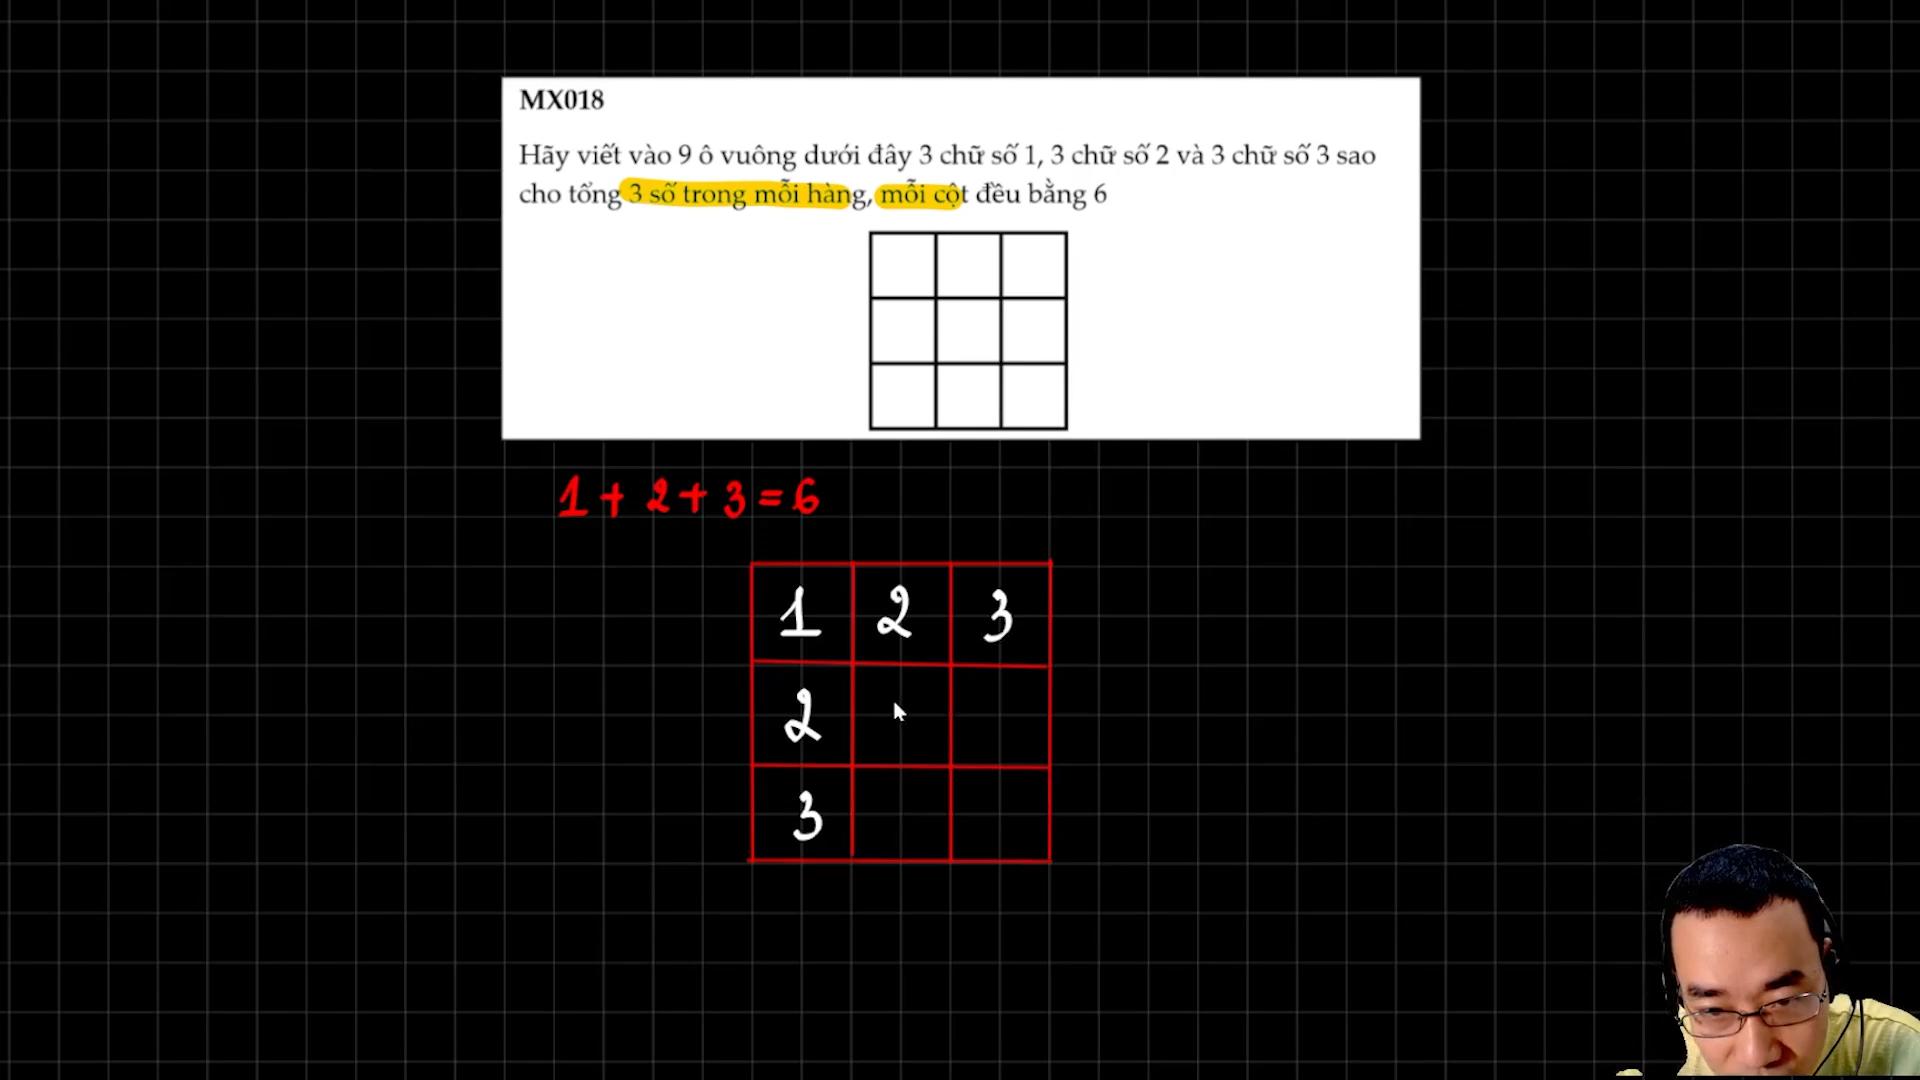 MX018
Hãy viết vào 9 ô vuông dưới đây 3 chữ số 1, 3 chữ số 2 và 3 chữ số 3 sao
cho tổng 3 số trong mỗi hàng, mỗi cột đều bằng 6
1 + 2 + 3 = 6
1 2 3
2
3